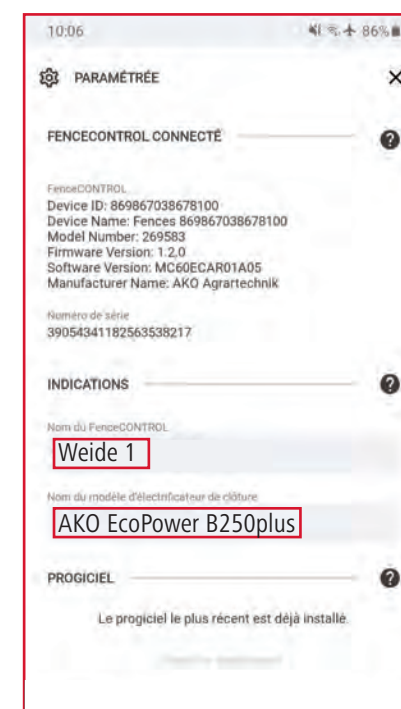 10:06
86%
PARAMÉTRÉE
FENCECONTROL CONNECTÉ
FenceCONTROL
Device ID: 869867038678100
Device Name: Fences 869867038678100
Model Number: 269583
Firmware Version: 1.2.0
Software Version: MC60ECAR01A05
Manufacturer Name: AKO Agrartechnik
Numéro de série
39054341182563538217
INDICATIONS
Nom du FenceCONTROL
Weide 1
Nom du modèle d'électrificateur de clôture
AKO EcoPower B250plus
PROGICIEL
Le progiciel le plus récent est déjà installé.